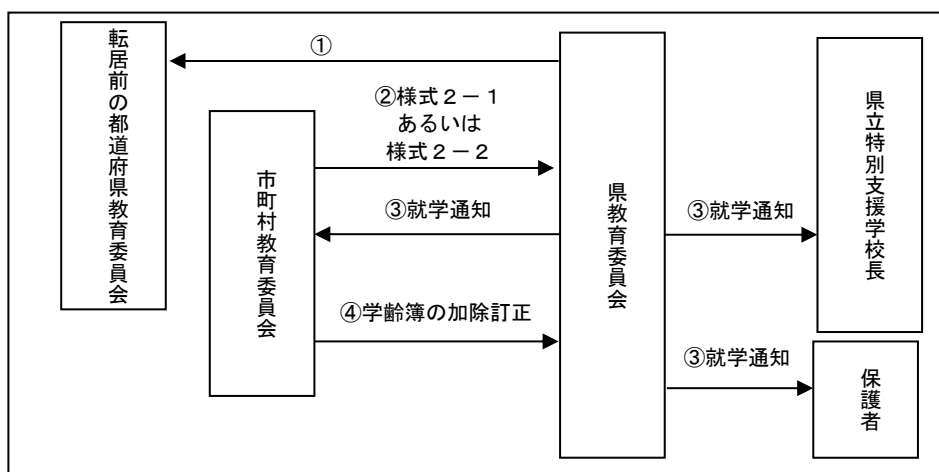 転居前の都道府県教育委員会
①
②様式２－１
あるいは
様式２－２
市町村教育委員会
③就学通知
④学齢簿の加除訂正
県教育委員会
③就学通知
県立特別支援学校長
③就学通知
保護者